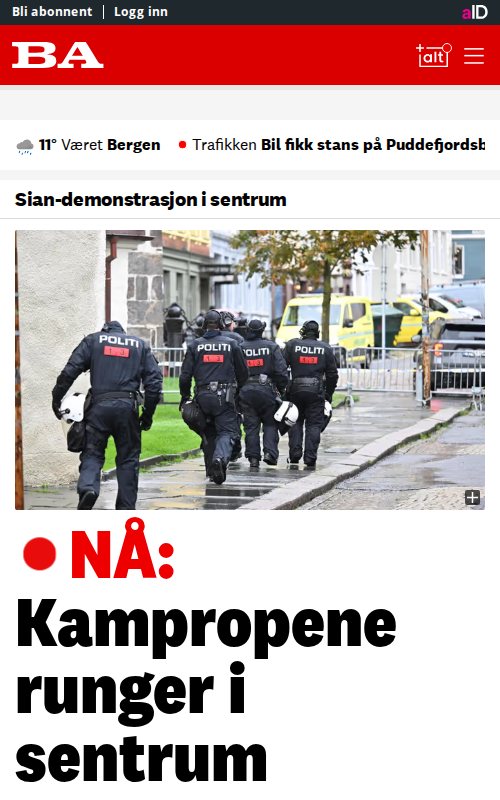 Bli abonnent Logg inn
aID
BA
+alt
11° Været Bergen Trafikken Bil fikk stans på Puddefjordsb
Sian-demonstrasjon i sentrum
POLITI
POLITI
POLITI
POLITI
NÅ:
Kampropene
runger i
sentrum